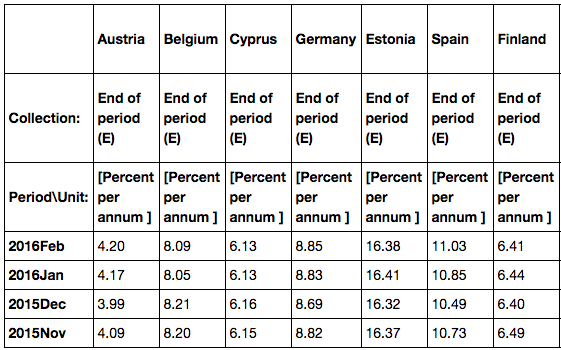 Austria Belgium Cyprus Germany Estonia Spain Finland
Collection: End of period (E) End of period (E) End of period (E) End of period (E) End of period (E) End of period (E) End of period (E)
Period\Unit: [Percent per annum ] [Percent per annum ] [Percent per annum ] [Percent per annum ] [Percent per annum ] [Percent per annum ] [Percent per annum ]
2016Feb 4.20 8.09 6.13 8.85 16.38 11.03 6.41
2016Jan 4.17 8.05 6.13 8.83 16.41 10.85 6.44
2015Dec 3.99 8.21 6.16 8.69 16.32 10.49 6.40
2015Nov 4.09 8.20 6.15 8.82 16.37 10.73 6.49